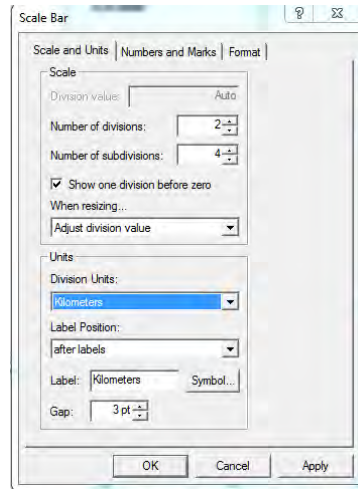 Scale Bar
Scale and Units Numbers and Marks Format
Scale
Division value: Auto
Number of divisions: 2
Number of subdivisions: 4
Show one division before zero
When resizing...
Adjust division value
Units
Division Units:
Kilometers
Label Position:
after labels
Label: Kilometers Symbol...
Gap: 3 pt
OK Cancel Apply